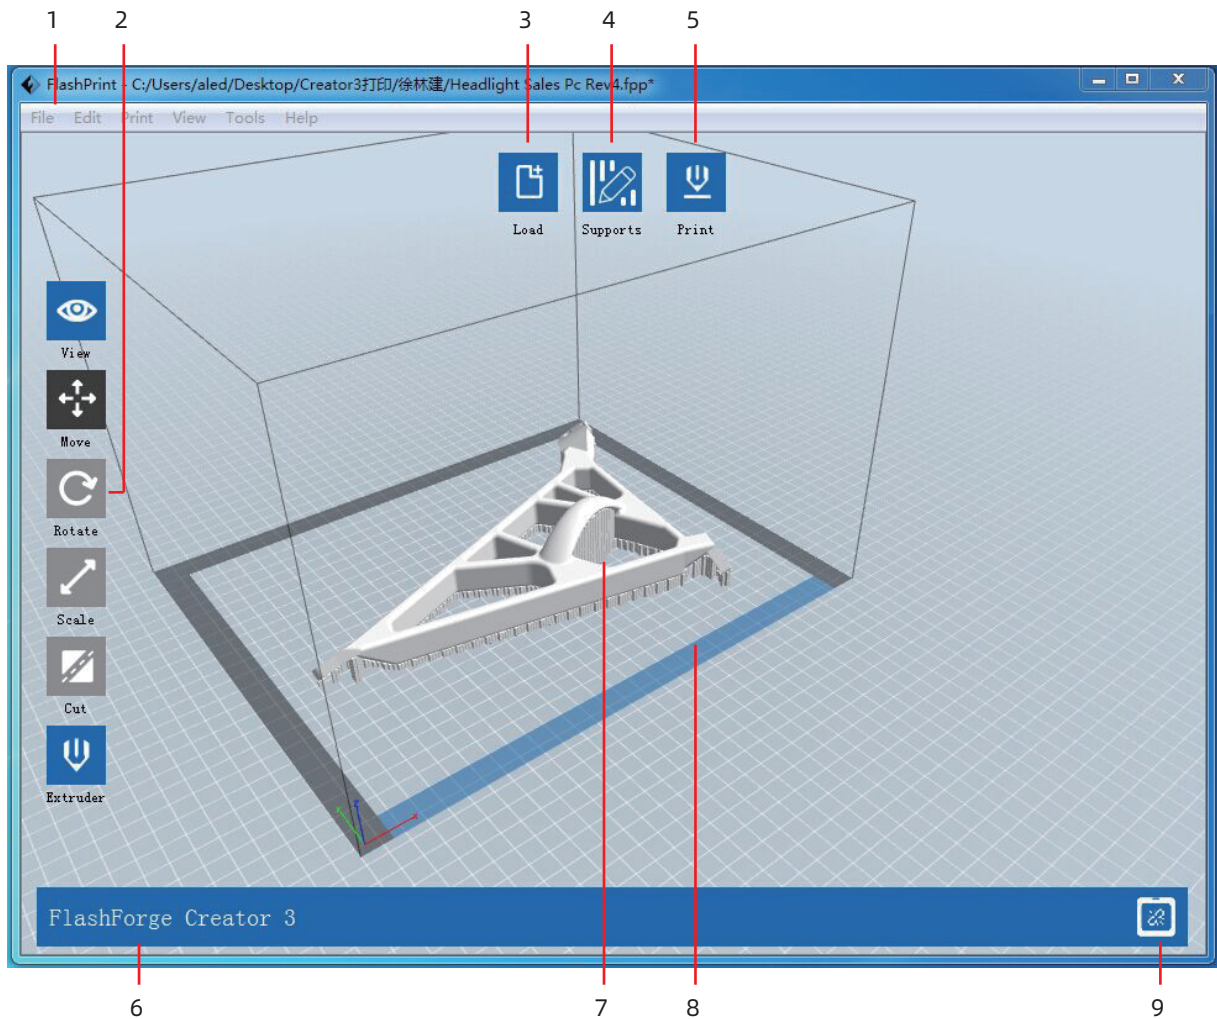 1 2 3 4 5
FlashPrint - C:/Users/aled/Desktop/Creator3打印/徐林建/Headlight Sales Pc Rev4.fpp*
File Edit Print View Tools Help
Load Supports Print
View
Move
Rotate
Scale
Cut
Extruder
z
x
FlashForge Creator 3
6 7 8 9